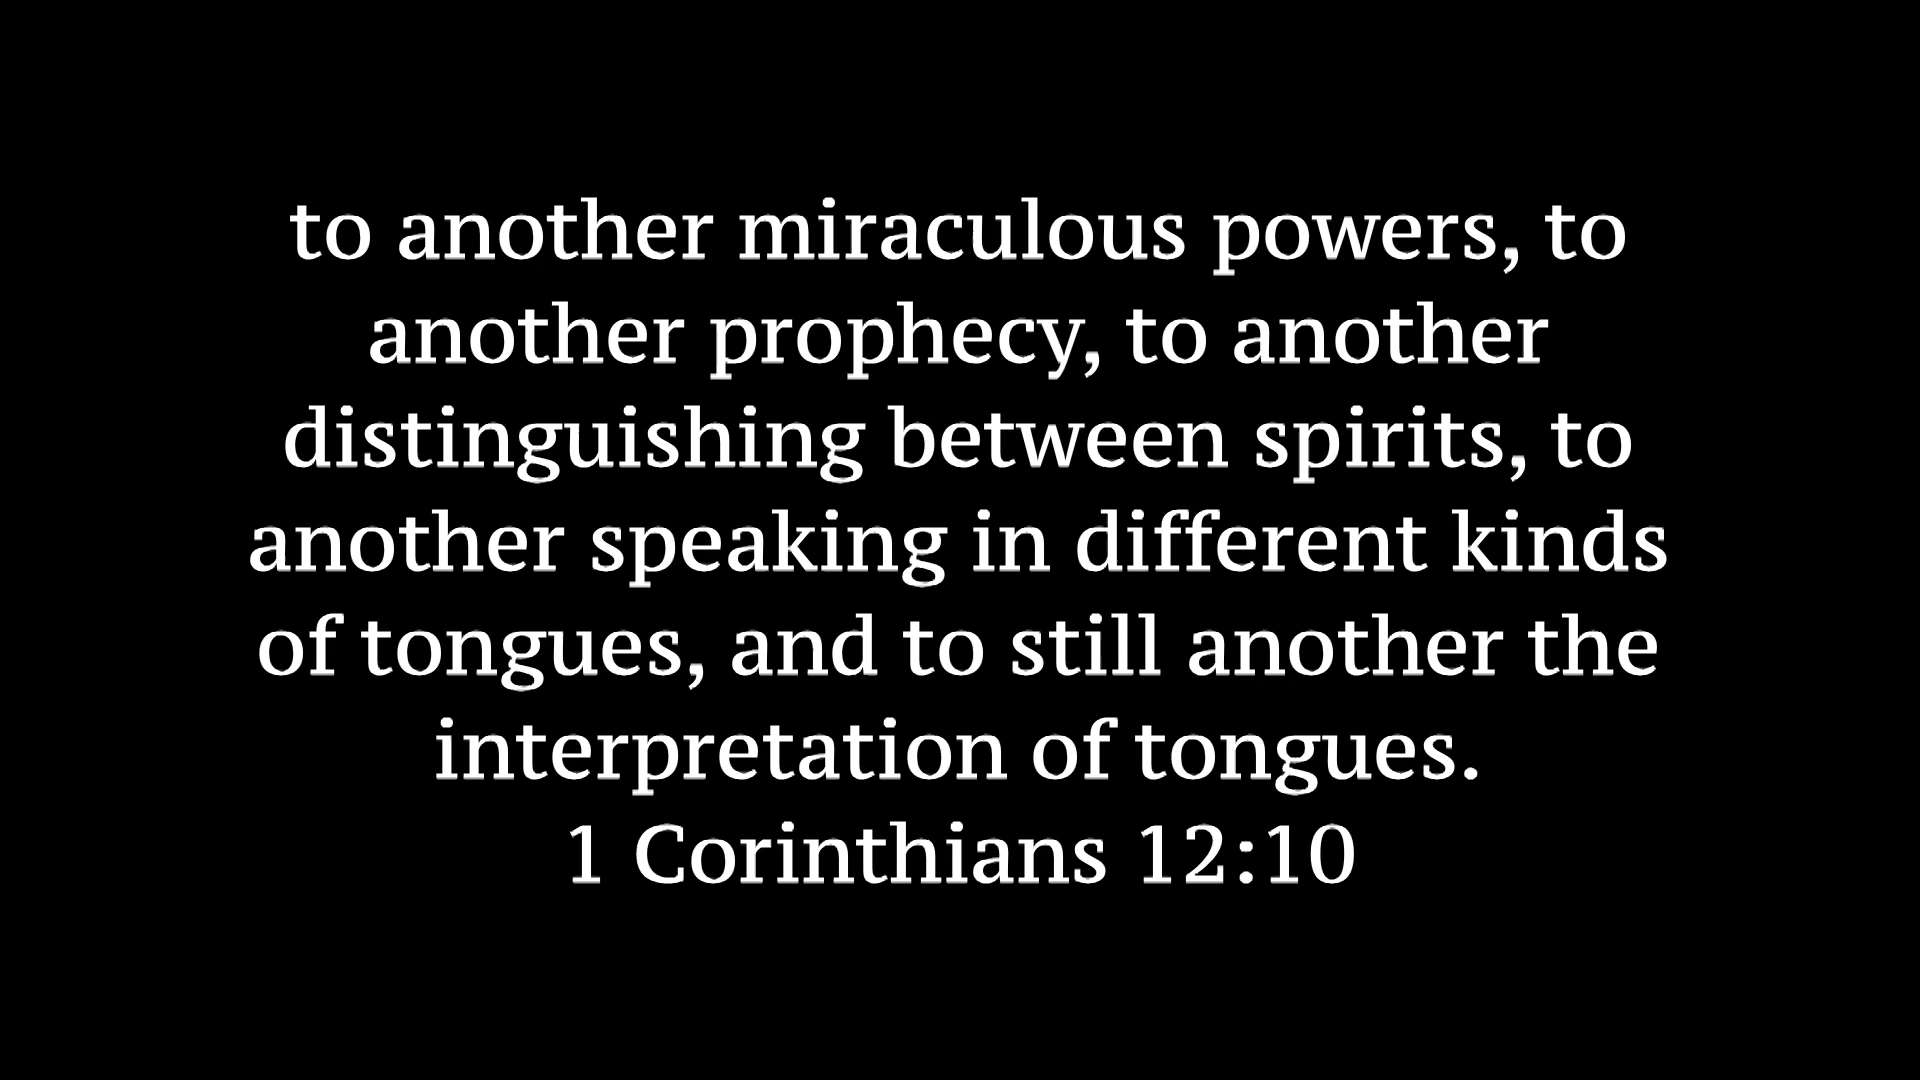 to another miraculous powers, to
another prophecy, to another
distinguishing between spirits, to
another speaking in different kinds
of tongues, and to still another the
interpretation of tongues.
1 Corinthians 12:10